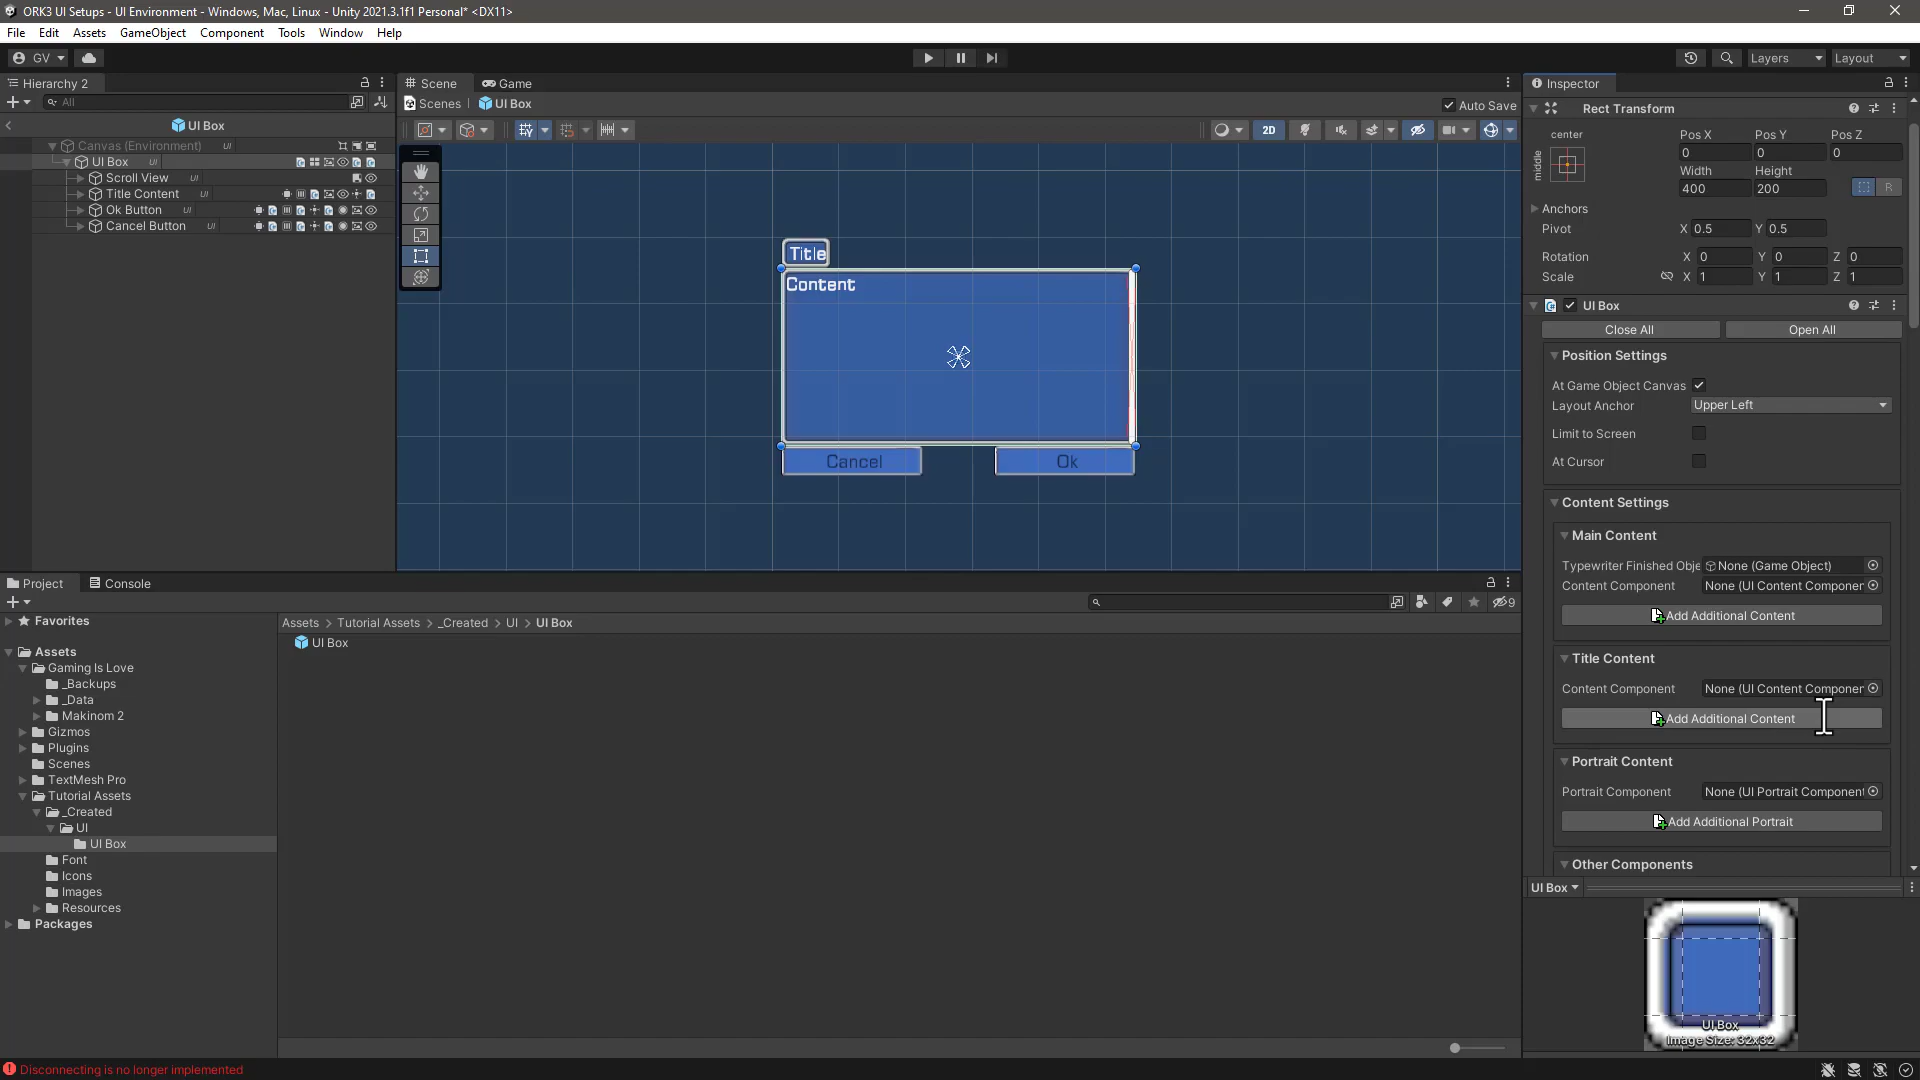 ORK3 UI Setups - UI Environment - Windows, Mac, Linux - Unity 2021.3.1f1 Personal* <DX11>
File Edit Assets GameObject Component Tools Window Help
GV Layers Layout
Hierarchy 2
All
UI Box
Canvas (Environment) UI
UI Box UI
Scroll View UI
Title Content UI
Ok Button UI
Cancel Button UI
Scene Game
Scenes UI Box Auto Save
2D
Title
Content
Cancel Ok
Project Console
9
Favorites
Assets
Gaming Is Love
_Backups
_Data
Makinom 2
Gizmos
Plugins
Scenes
TextMesh Pro
Tutorial Assets
_Created
UI
UI Box
Font
Icons
Images
Resources
Packages
Assets > Tutorial Assets > _Created > UI > UI Box
UI Box
Inspector
Rect Transform
center
middle
Pos X Pos Y Pos Z
0 0 0
Width Height
400 200 R
Anchors
Pivot X 0.5 Y 0.5
Rotation X 0 Y 0 Z 0
Scale X 1 Y 1 Z 1
UI Box
Close All Open All
Position Settings
At Game Object Canvas
Layout Anchor Upper Left
Limit to Screen
At Cursor
Content Settings
Main Content
Typewriter Finished Obje None (Game Object)
Content Component None (UI Content Componen
Add Additional Content
Title Content
Content Component None (UI Content Componen
Add Additional Content
Portrait Content
Portrait Component None (UI Portrait Component
Add Additional Portrait
Other Components
UI Box
UI Box
Image Size: 32x32
Disconnecting is no longer implemented